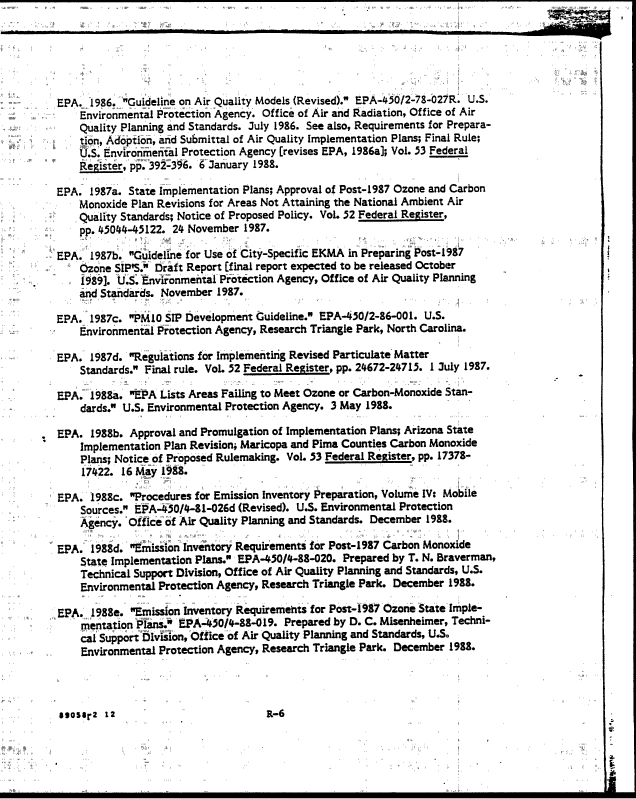 EPA. 1986. "Guideline on Air Quality Models (Revised)." EPA-450/2-78-027R. U.S.
Environmental Protection Agency. Office of Air and Radiation, Office of Air
Quality Planning and Standards. July 1986. See also, Requirements for Prepara-
tion, Adoption, and Submittal of Air Quality Implementation Plans; Final Rule;
U.S. Environmental Protection Agency [revises EPA, 1986a]; Vol. 53 Federal
Register, pp. 392-396. 6 January 1988.
EPA. 1987a. State Implementation Plans; Approval of Post-1987 Ozone and Carbon
Monoxide Plan Revisions for Areas Not Attaining the National Ambient Air
Quality Standards; Notice of Proposed Policy. Vol. 52 Federal Register,
pp. 45044-45122. 24 November 1987.
EPA. 1987b. "Guideline for Use of City-Specific EKMA in Preparing Post-1987
Ozone SIP'S." Draft Report [final report expected to be released October
1989]. U.S. Environmental Protection Agency, Office of Air Quality Planning
and Standards. November 1987.
EPA. 1987c. "PM10 SIP Development Guideline." EPA-450/2-86-001. U.S.
Environmental Protection Agency, Research Triangle Park, North Carolina.
EPA. 1987d. "Regulations for Implementing Revised Particulate Matter
Standards." Final rule. Vol. 52 Federal Register, pp. 24672-24715. 1 July 1987.
EPA. 1988a. "EPA Lists Areas Failing to Meet Ozone or Carbon-Monoxide Stan-
dards." U.S. Environmental Protection Agency. 3 May 1988.
EPA. 1988b. Approval and Promulgation of Implementation Plans; Arizona State
Implementation Plan Revision; Maricopa and Pima Counties Carbon Monoxide
Plans; Notice of Proposed Rulemaking. Vol. 53 Federal Register, pp. 17378-
17422. 16 May 1988.
EPA. 1988c. "Procedures for Emission Inventory Preparation, Volume IV: Mobile
Sources." EPA-450/4-81-026d (Revised). U.S. Environmental Protection
Agency. Office of Air Quality Planning and Standards. December 1988.
EPA. 1988d. "Emission Inventory Requirements for Post-1987 Carbon Monoxide
State Implementation Plans." EPA-450/4-88-020. Prepared by T. N. Braverman,
Technical Support Division, Office of Air Quality Planning and Standards, U.S.
Environmental Protection Agency, Research Triangle Park. December 1988.
EPA. 1988e. "Emission Inventory Requirements for Post-1987 Ozone State Imple-
mentation Plans." EPA-450/4-88-019. Prepared by D. C. Misenheimer, Techni-
cal Support Division, Office of Air Quality Planning and Standards, U.S.
Environmental Protection Agency, Research Triangle Park. December 1988.
89058r2 12
R-6